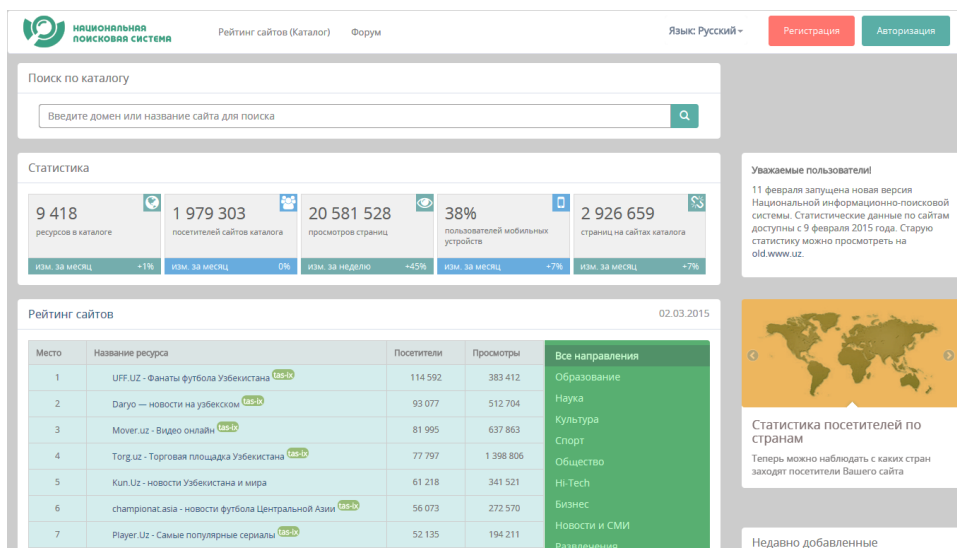 НАЦИОНАЛЬНАЯ
ПОИСКОВАЯ СИСТЕМА
Рейтинг сайтов (Каталог) Форум Язык: Русский Регистрация Авторизация
Поиск по каталогу
Введите домен или название сайта для поиска
Статистика
9 418
ресурсов в каталоге
изм. за месяц +1%
1 979 303
посетителей сайтов каталога
изм. за месяц 0%
20 581 528
просмотров страниц
изм. за неделю +45%
38%
пользователей мобильных
устройств
изм. за месяц +7%
2 926 659
страниц на сайтах каталога
изм. за месяц +7%
Уважаемые пользователи!
11 февраля запущена новая версия
Национальной информационно-поисковой
системы. Статистические данные по сайтам
доступны с 9 февраля 2015 года. Старую
статистику можно просмотреть на
old.www.uz.
Рейтинг сайтов 02.03.2015
Место Название ресурса Посетители Просмотры
1 UFF.UZ - Фанаты футбола Узбекистана tas-ix 114 592 383 412
2 Daryo — новости на узбекском tas-ix 93 077 512 704
3 Mover.uz - Видео онлайн tas-ix 81 995 637 863
4 Torg.uz - Торговая площадка Узбекистана tas-ix 77 797 1 398 806
5 Kun.Uz - новости Узбекистана и мира 61 218 341 521
6 championat.asia - новости футбола Центральной Азии tas-ix 56 073 272 570
7 Player.Uz - Самые популярные сериалы tas-ix 52 135 194 211
Все направления
Образование
Наука
Культура
Спорт
Общество
Hi-Tech
Бизнес
Новости и СМИ
Развлечения
Статистика посетителей по
странам
Теперь можно наблюдать с каких стран
заходят посетители Вашего сайта
Недавно добавленные